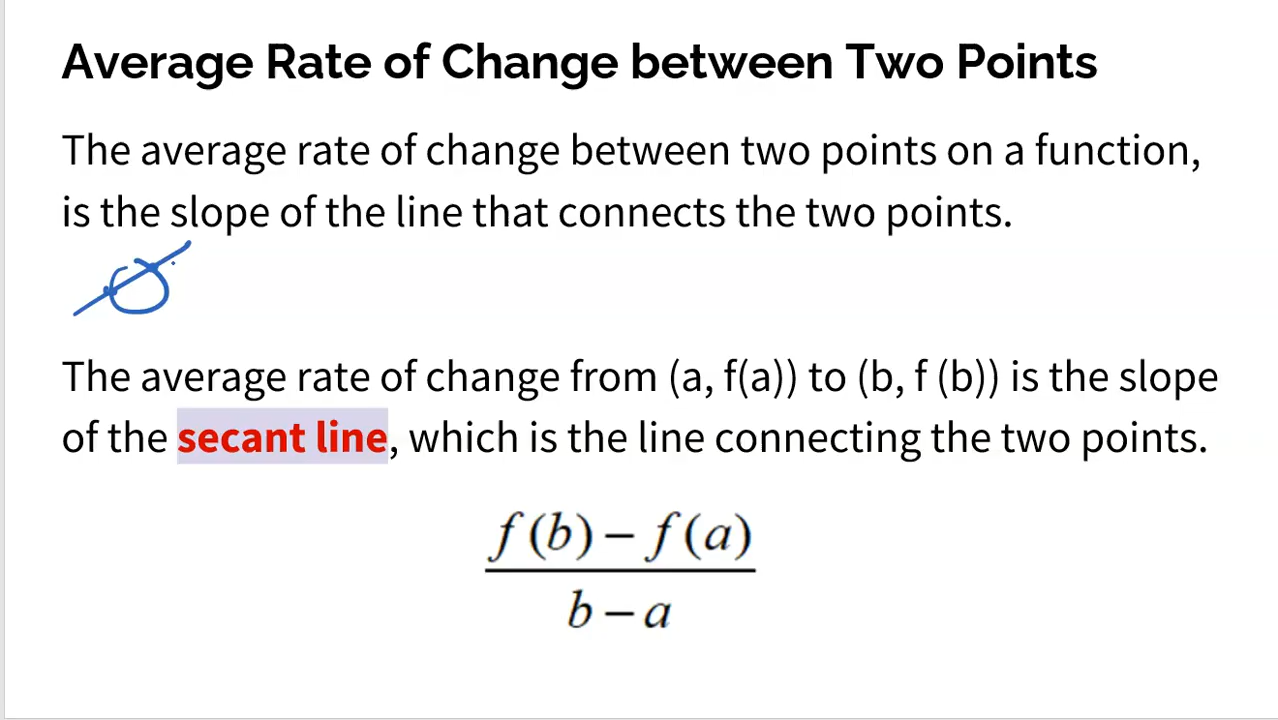 Average Rate of Change between Two Points
The average rate of change between two points on a function,
is the slope of the line that connects the two points.
The average rate of change from (a, f(a)) to (b, f (b)) is the slope
of the secant line, which is the line connecting the two points.
f (b) – f (a)
b – a